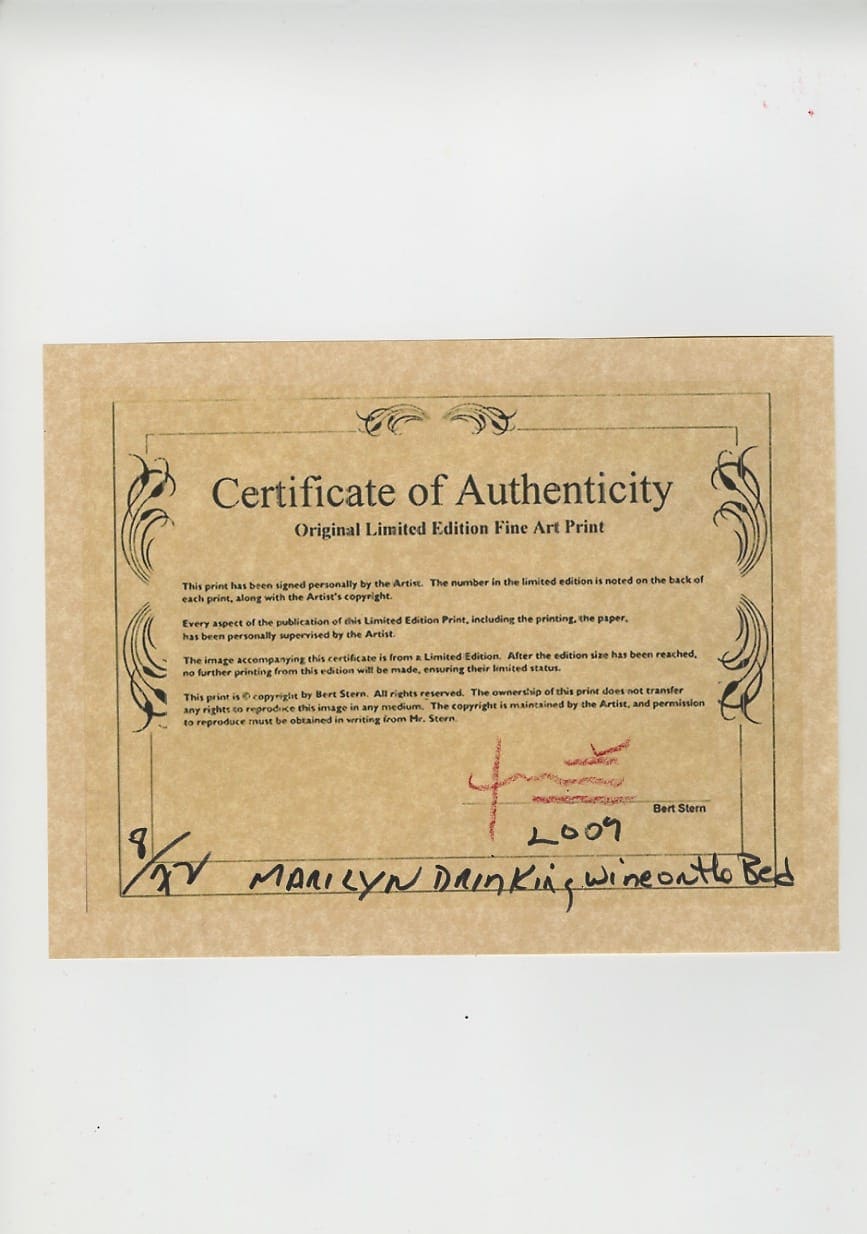 Certificate of Authenticity
Original Limited Edition Fine Art Print
This print has been signed personally by the Artist. The number in the limited edition is noted on the back of
each print, along with the Artist's copyright.
Every aspect of the publication of this Limited Edition Print, including the printing, the paper,
has been personally supervised by the Artist.
The image accompanying this certificate is from a Limited Edition. After the edition size has been reached,
no further printing from this edition will be made, ensuring their limited status.
This print is © copyright by Bert Stern. All rights reserved. The ownership of this print does not transfer
any rights to reproduce this image in any medium. The copyright is maintained by the Artist, and permission
to reproduce must be obtained in writing from Mr. Stern.
Bert Stern
2009
8/
MARILYN DRINKing wine on the Bed